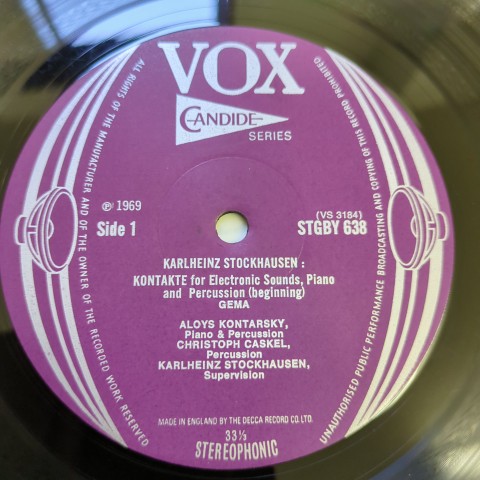 VOX
CANDIDE
SERIES
ALL RIGHTS OF THE MANUFACTURER AND OF THE OWNER OF THE RECORDED WORK RESERVED
UNAUTHORISED PUBLIC PERFORMANCE BROADCASTING AND COPYING OF THIS RECORD PROHIBITED
℗ 1969
Side 1
(VS 3184)
STGBY 638
KARLHEINZ STOCKHAUSEN :
KONTAKTE for Electronic Sounds, Piano
and Percussion (beginning)
GEMA
ALOYS KONTARSKY,
Piano & Percussion
CHRISTOPH CASKEL,
Percussion
KARLHEINZ STOCKHAUSEN,
Supervision
MADE IN ENGLAND BY THE DECCA RECORD CO. LTD.
33⅓
STEREOPHONIC